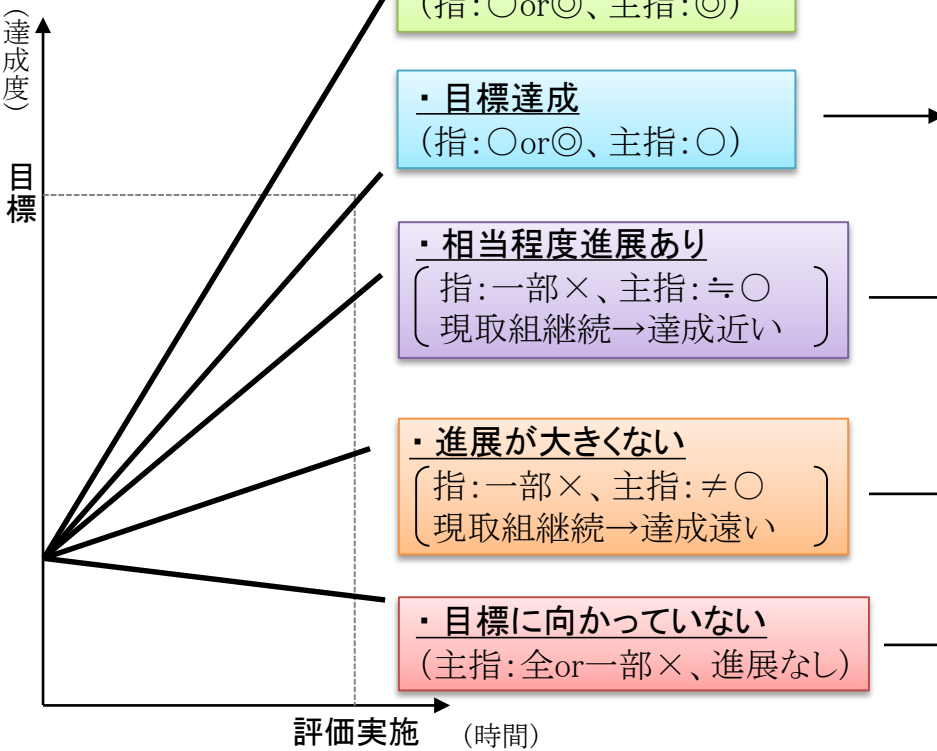 (指:○or◎、主指:◎)
(達成度)
・目標達成
(指:○or◎、主指:○)
目標
・相当程度進展あり
指:一部×、主指:≒○
現取組継続→達成近い
・進展が大きくない
指:一部×、主指:≠○
現取組継続→達成遠い
・目標に向かっていない
(主指:全or一部×、進展なし)
評価実施 (時間)